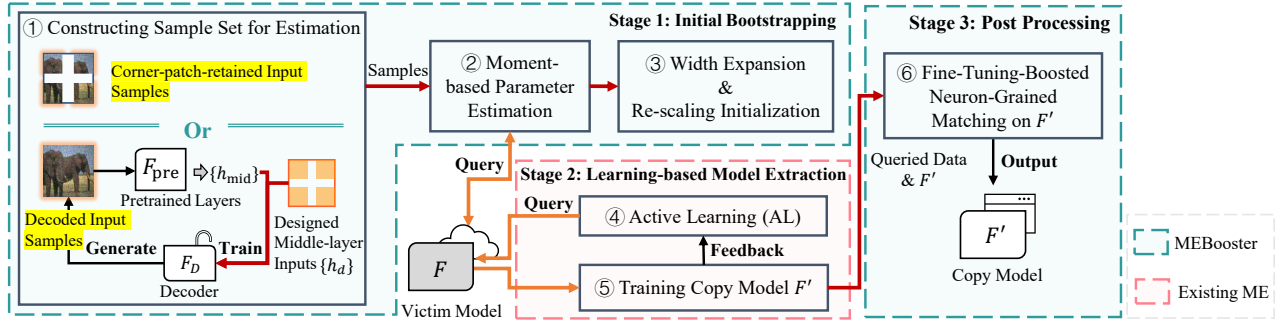 ① Constructing Sample Set for Estimation
Corner-patch-retained Input
Samples
Or
F_pre
{h_mid}
Pretrained Layers
Decoded Input
Samples
Generate
Train
F_D
Decoder
Designed
Middle-layer
Inputs {h_d}
Samples
Stage 1: Initial Bootstrapping
② Moment-
based Parameter
Estimation
③ Width Expansion
&
Re-scaling Initialization
Query
Stage 2: Learning-based Model Extraction
Query
④ Active Learning (AL)
Feedback
⑤ Training Copy Model F′
F
Victim Model
Stage 3: Post Processing
⑥ Fine-Tuning-Boosted
Neuron-Grained
Matching on F′
Queried Data
& F′
Output
F′
Copy Model
MEBooster
Existing ME